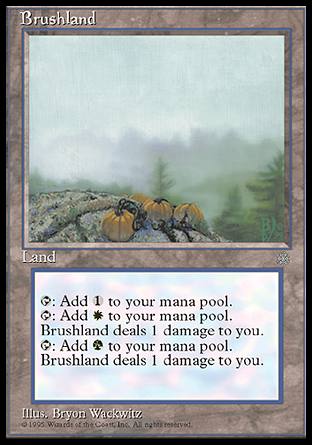 Brushland
Land
: Add 1 to your mana pool.
: Add to your mana pool.
Brushland deals 1 damage to you.
: Add to your mana pool.
Brushland deals 1 damage to you.
Illus. Bryon Wackwitz
© 1995 Wizards of the Coast, Inc. All rights reserved.